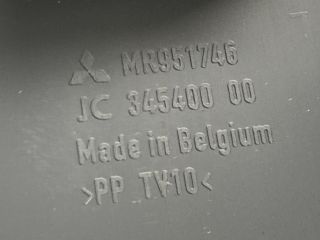 MR951746
JC 345400 00
Made in Belgium
>PP TV10<